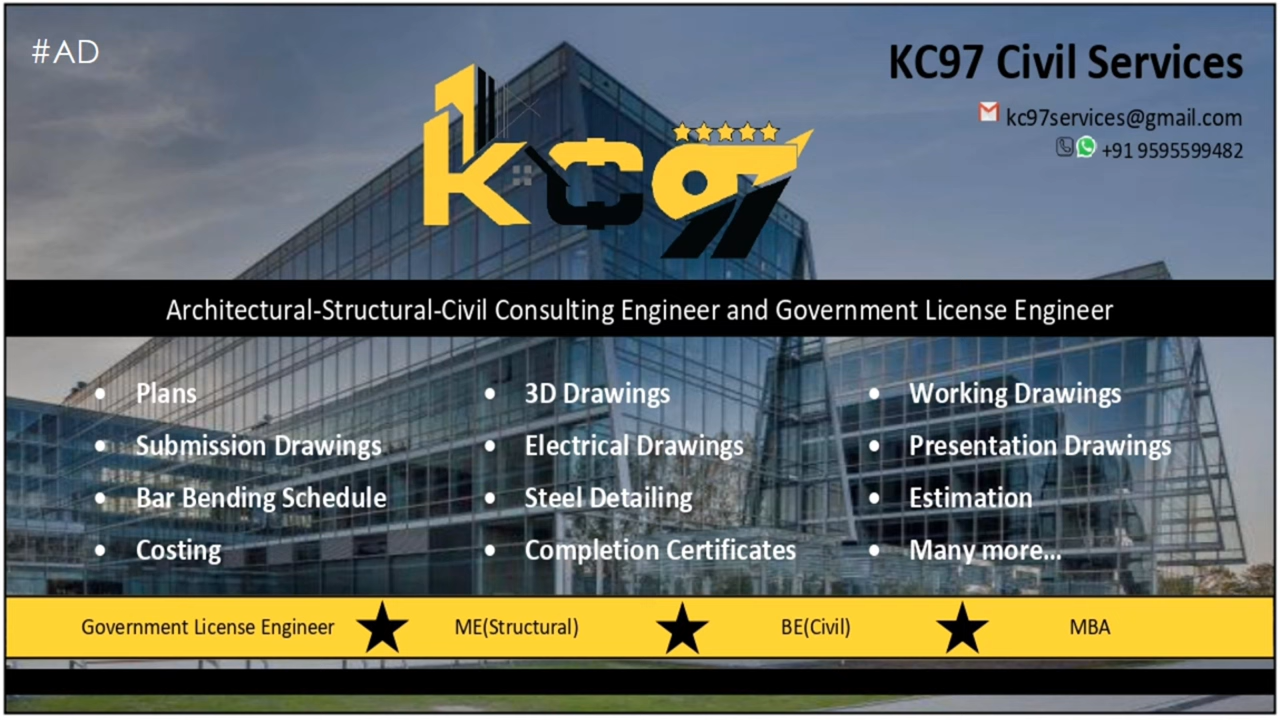 #AD
KC97 Civil Services
kc97services@gmail.com
+91 9595599482
kc97
Architectural-Structural-Civil Consulting Engineer and Government License Engineer
• Plans
• 3D Drawings
• Working Drawings
• Submission Drawings
• Electrical Drawings
• Presentation Drawings
• Bar Bending Schedule
• Steel Detailing
• Estimation
• Costing
• Completion Certificates
• Many more...
Government License Engineer ★ ME(Structural) ★ BE(Civil) ★ MBA